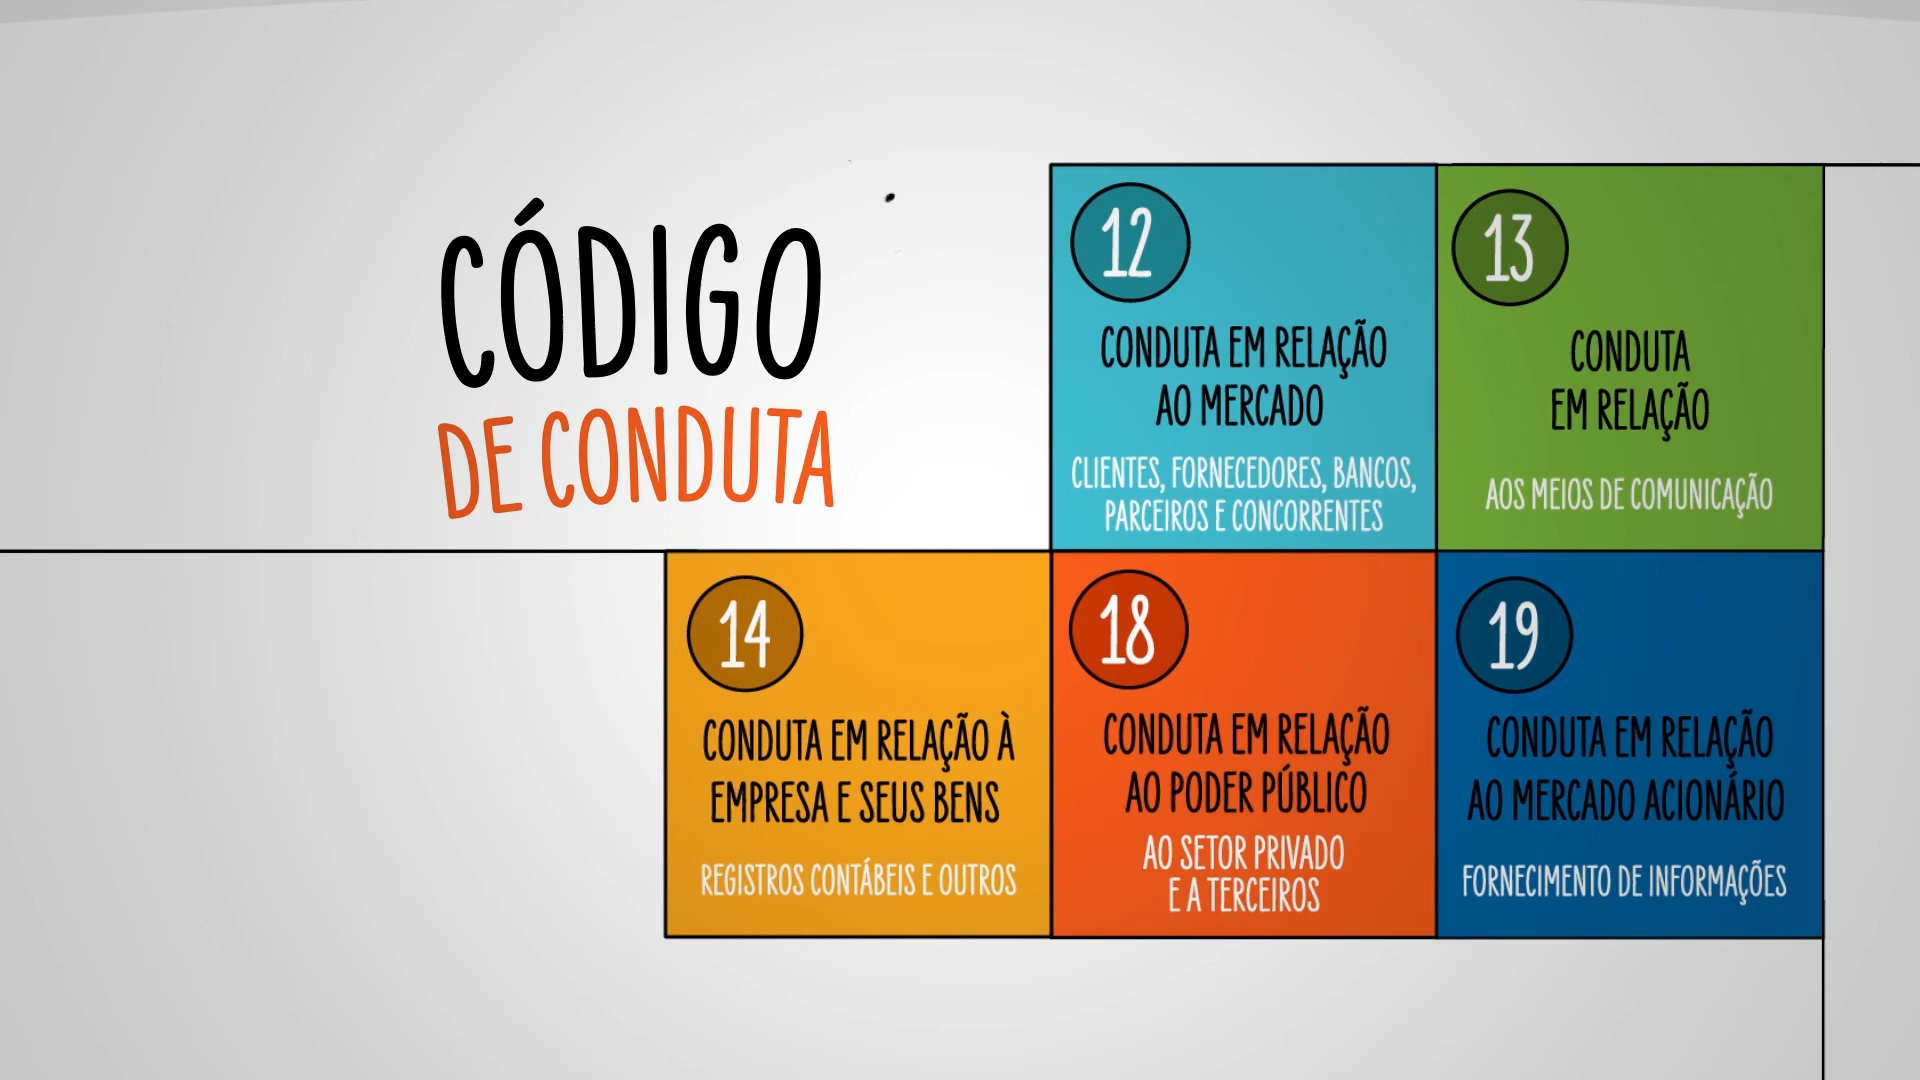 CÓDIGO
DE CONDUTA
12
CONDUTA EM RELAÇÃO
AO MERCADO
CLIENTES, FORNECEDORES, BANCOS,
PARCEIROS E CONCORRENTES
13
CONDUTA
EM RELAÇÃO
AOS MEIOS DE COMUNICAÇÃO
14
CONDUTA EM RELAÇÃO À
EMPRESA E SEUS BENS
REGISTROS CONTÁBEIS E OUTROS
18
CONDUTA EM RELAÇÃO
AO PODER PÚBLICO
AO SETOR PRIVADO
E A TERCEIROS
19
CONDUTA EM RELAÇÃO
AO MERCADO ACIONÁRIO
FORNECIMENTO DE INFORMAÇÕES